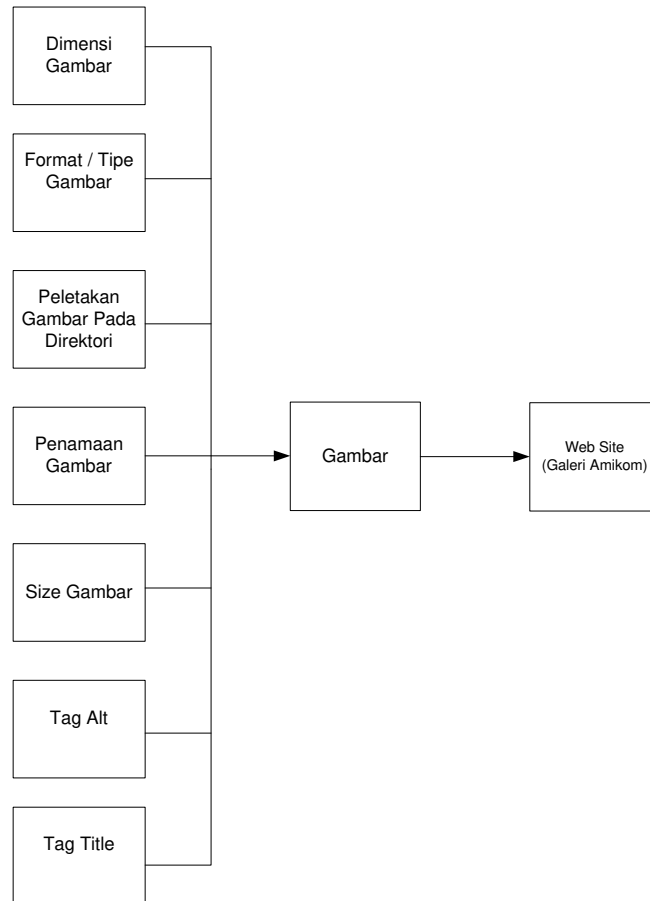 Dimensi
Gambar
Format / Tipe
Gambar
Peletakan
Gambar Pada
Direktori
Penamaan
Gambar
Size Gambar
Tag Alt
Tag Title
Gambar
Web Site
(Galeri Amikom)